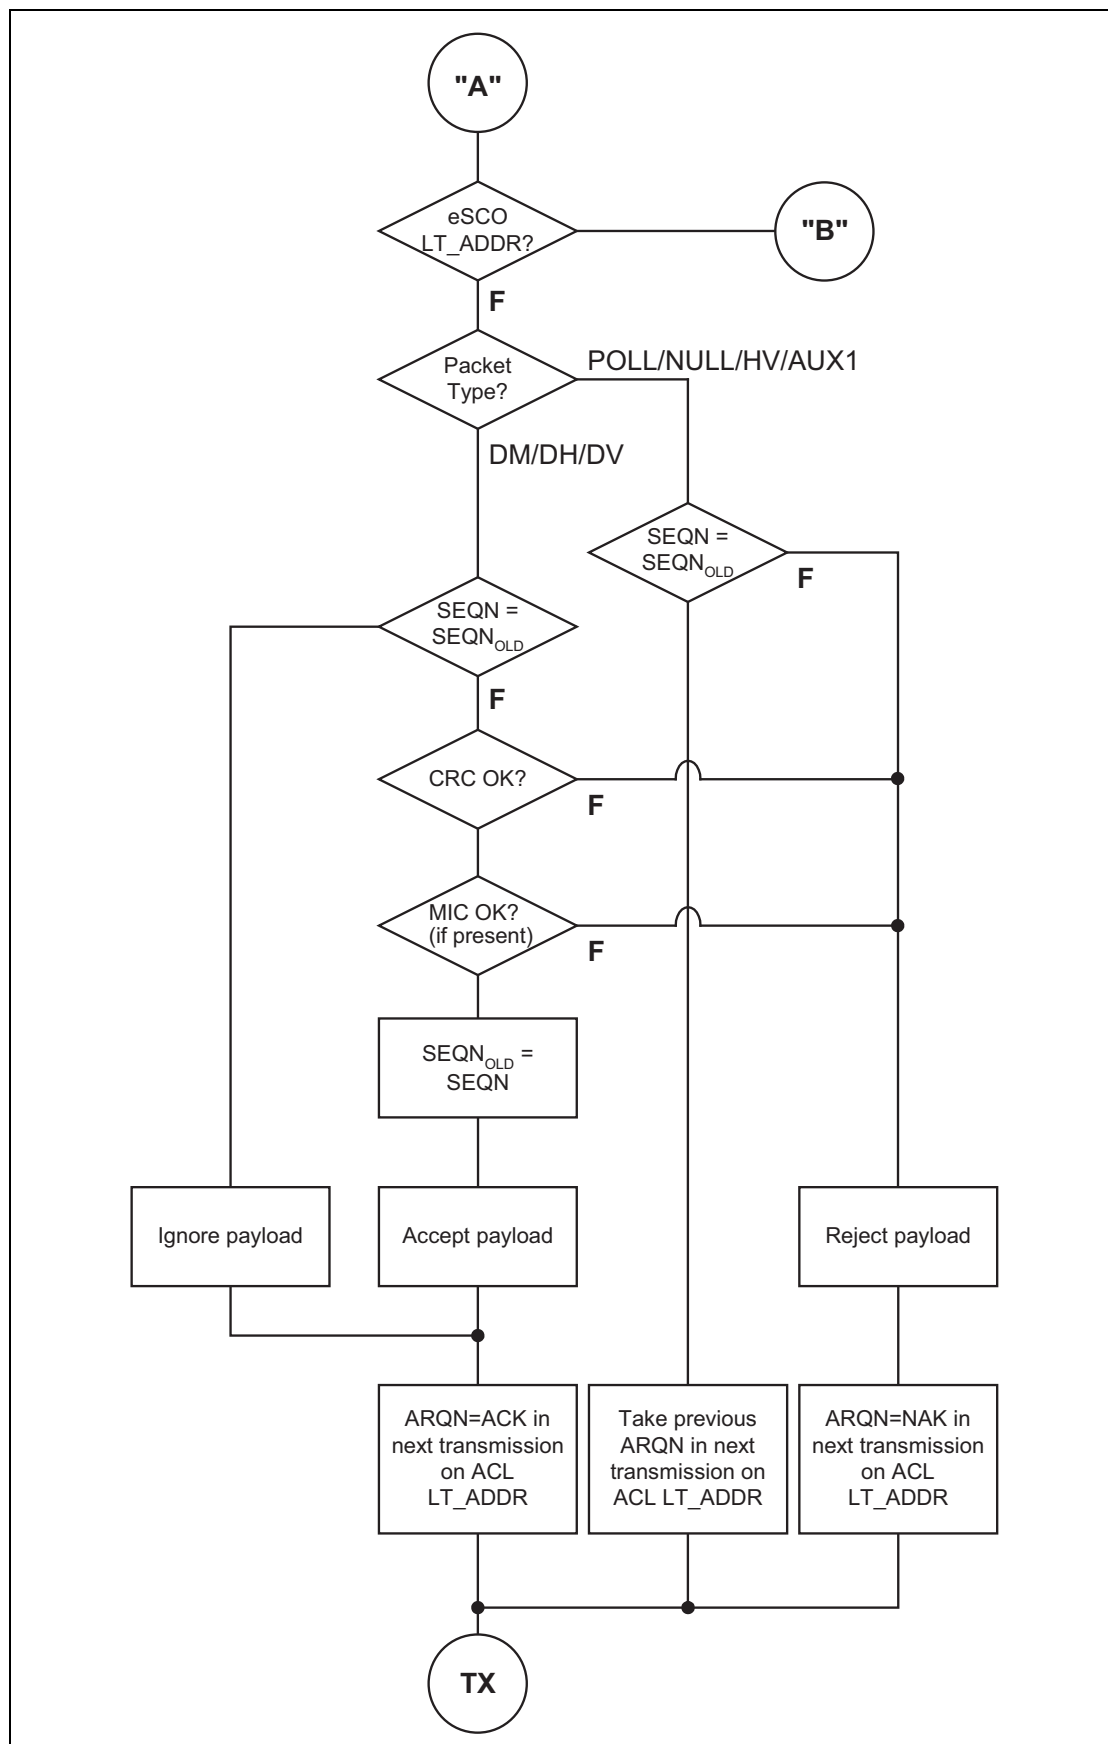 "A"
eSCO
LT_ADDR?
"B"
F
Packet
Type?
POLL/NULL/HV/AUX1
DM/DH/DV
SEQN =
SEQNOLD
F
SEQN =
SEQNOLD
F
CRC OK?
F
MIC OK?
(if present)
F
SEQNOLD =
SEQN
Ignore payload
Accept payload
Reject payload
ARQN=ACK in
next transmission
on ACL
LT_ADDR
Take previous
ARQN in next
transmission on
ACL LT_ADDR
ARQN=NAK in
next transmission
on ACL
LT_ADDR
TX